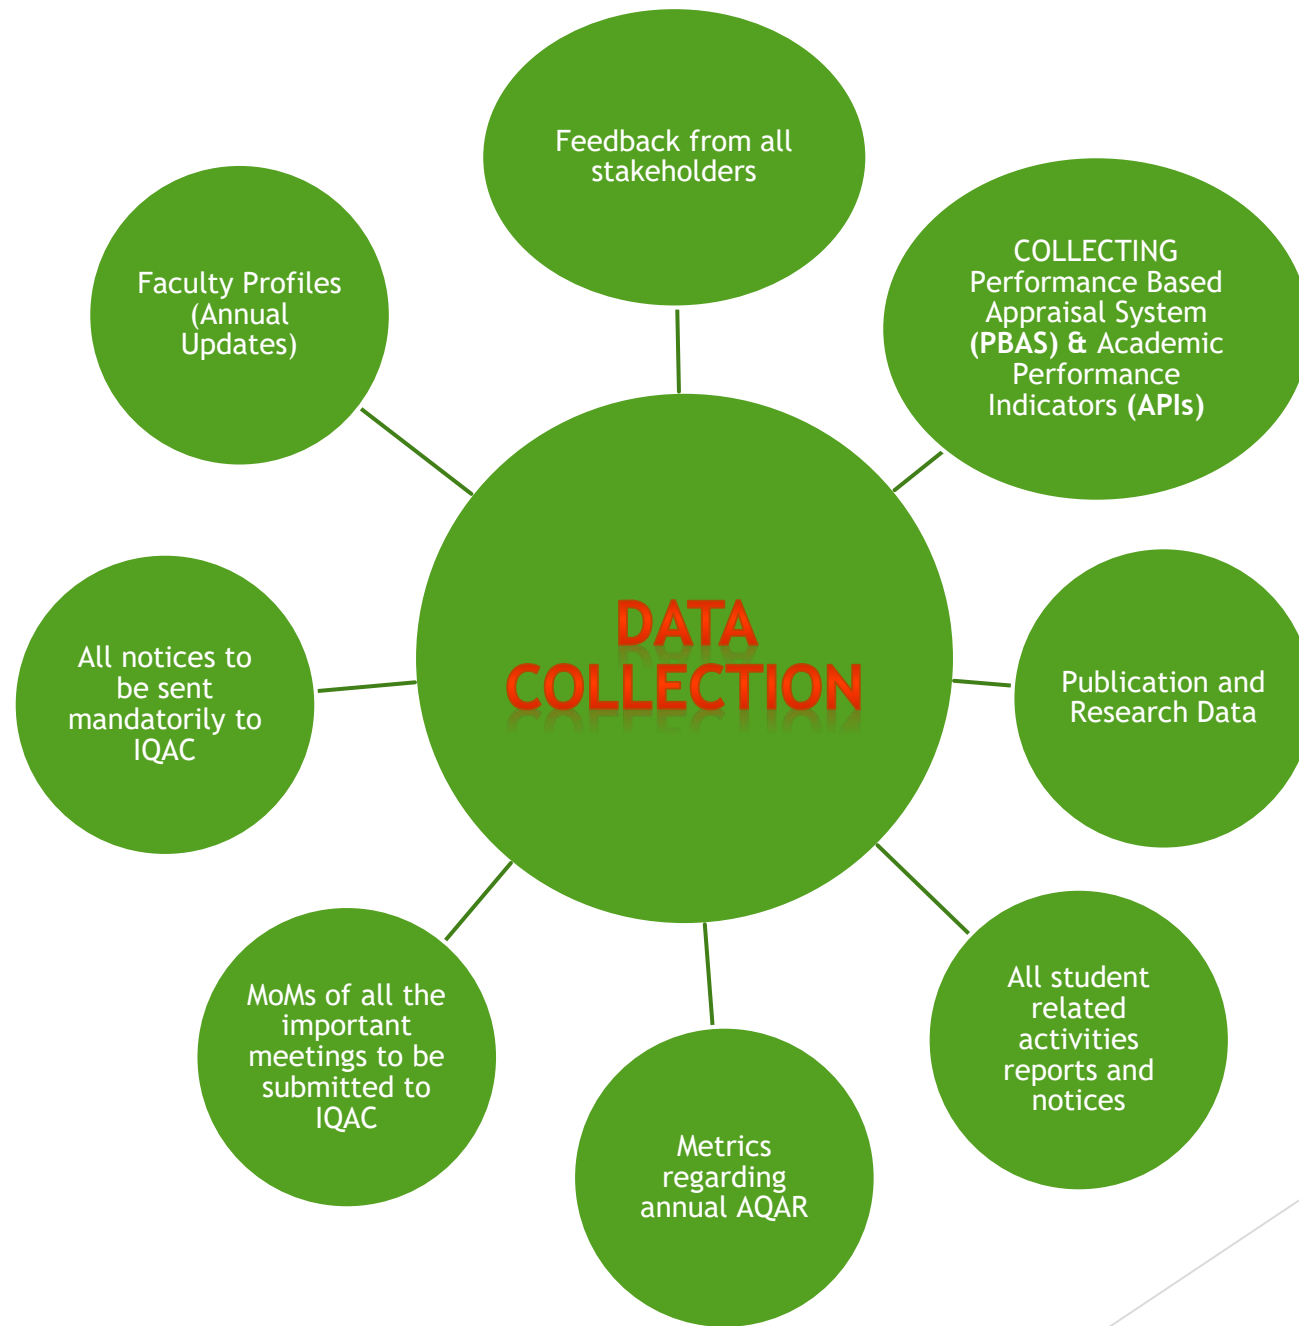 Feedback from all
stakeholders
COLLECTING
Performance Based
Appraisal System
(PBAS) & Academic
Performance
Indicators (APIs)
Publication and
Research Data
All student
related
activities
reports and
notices
Metrics
regarding
annual AQAR
MoMs of all the
important
meetings to be
submitted to
IQAC
All notices to
be sent
mandatorily to
IQAC
Faculty Profiles
(Annual
Updates)
DATA
COLLECTION